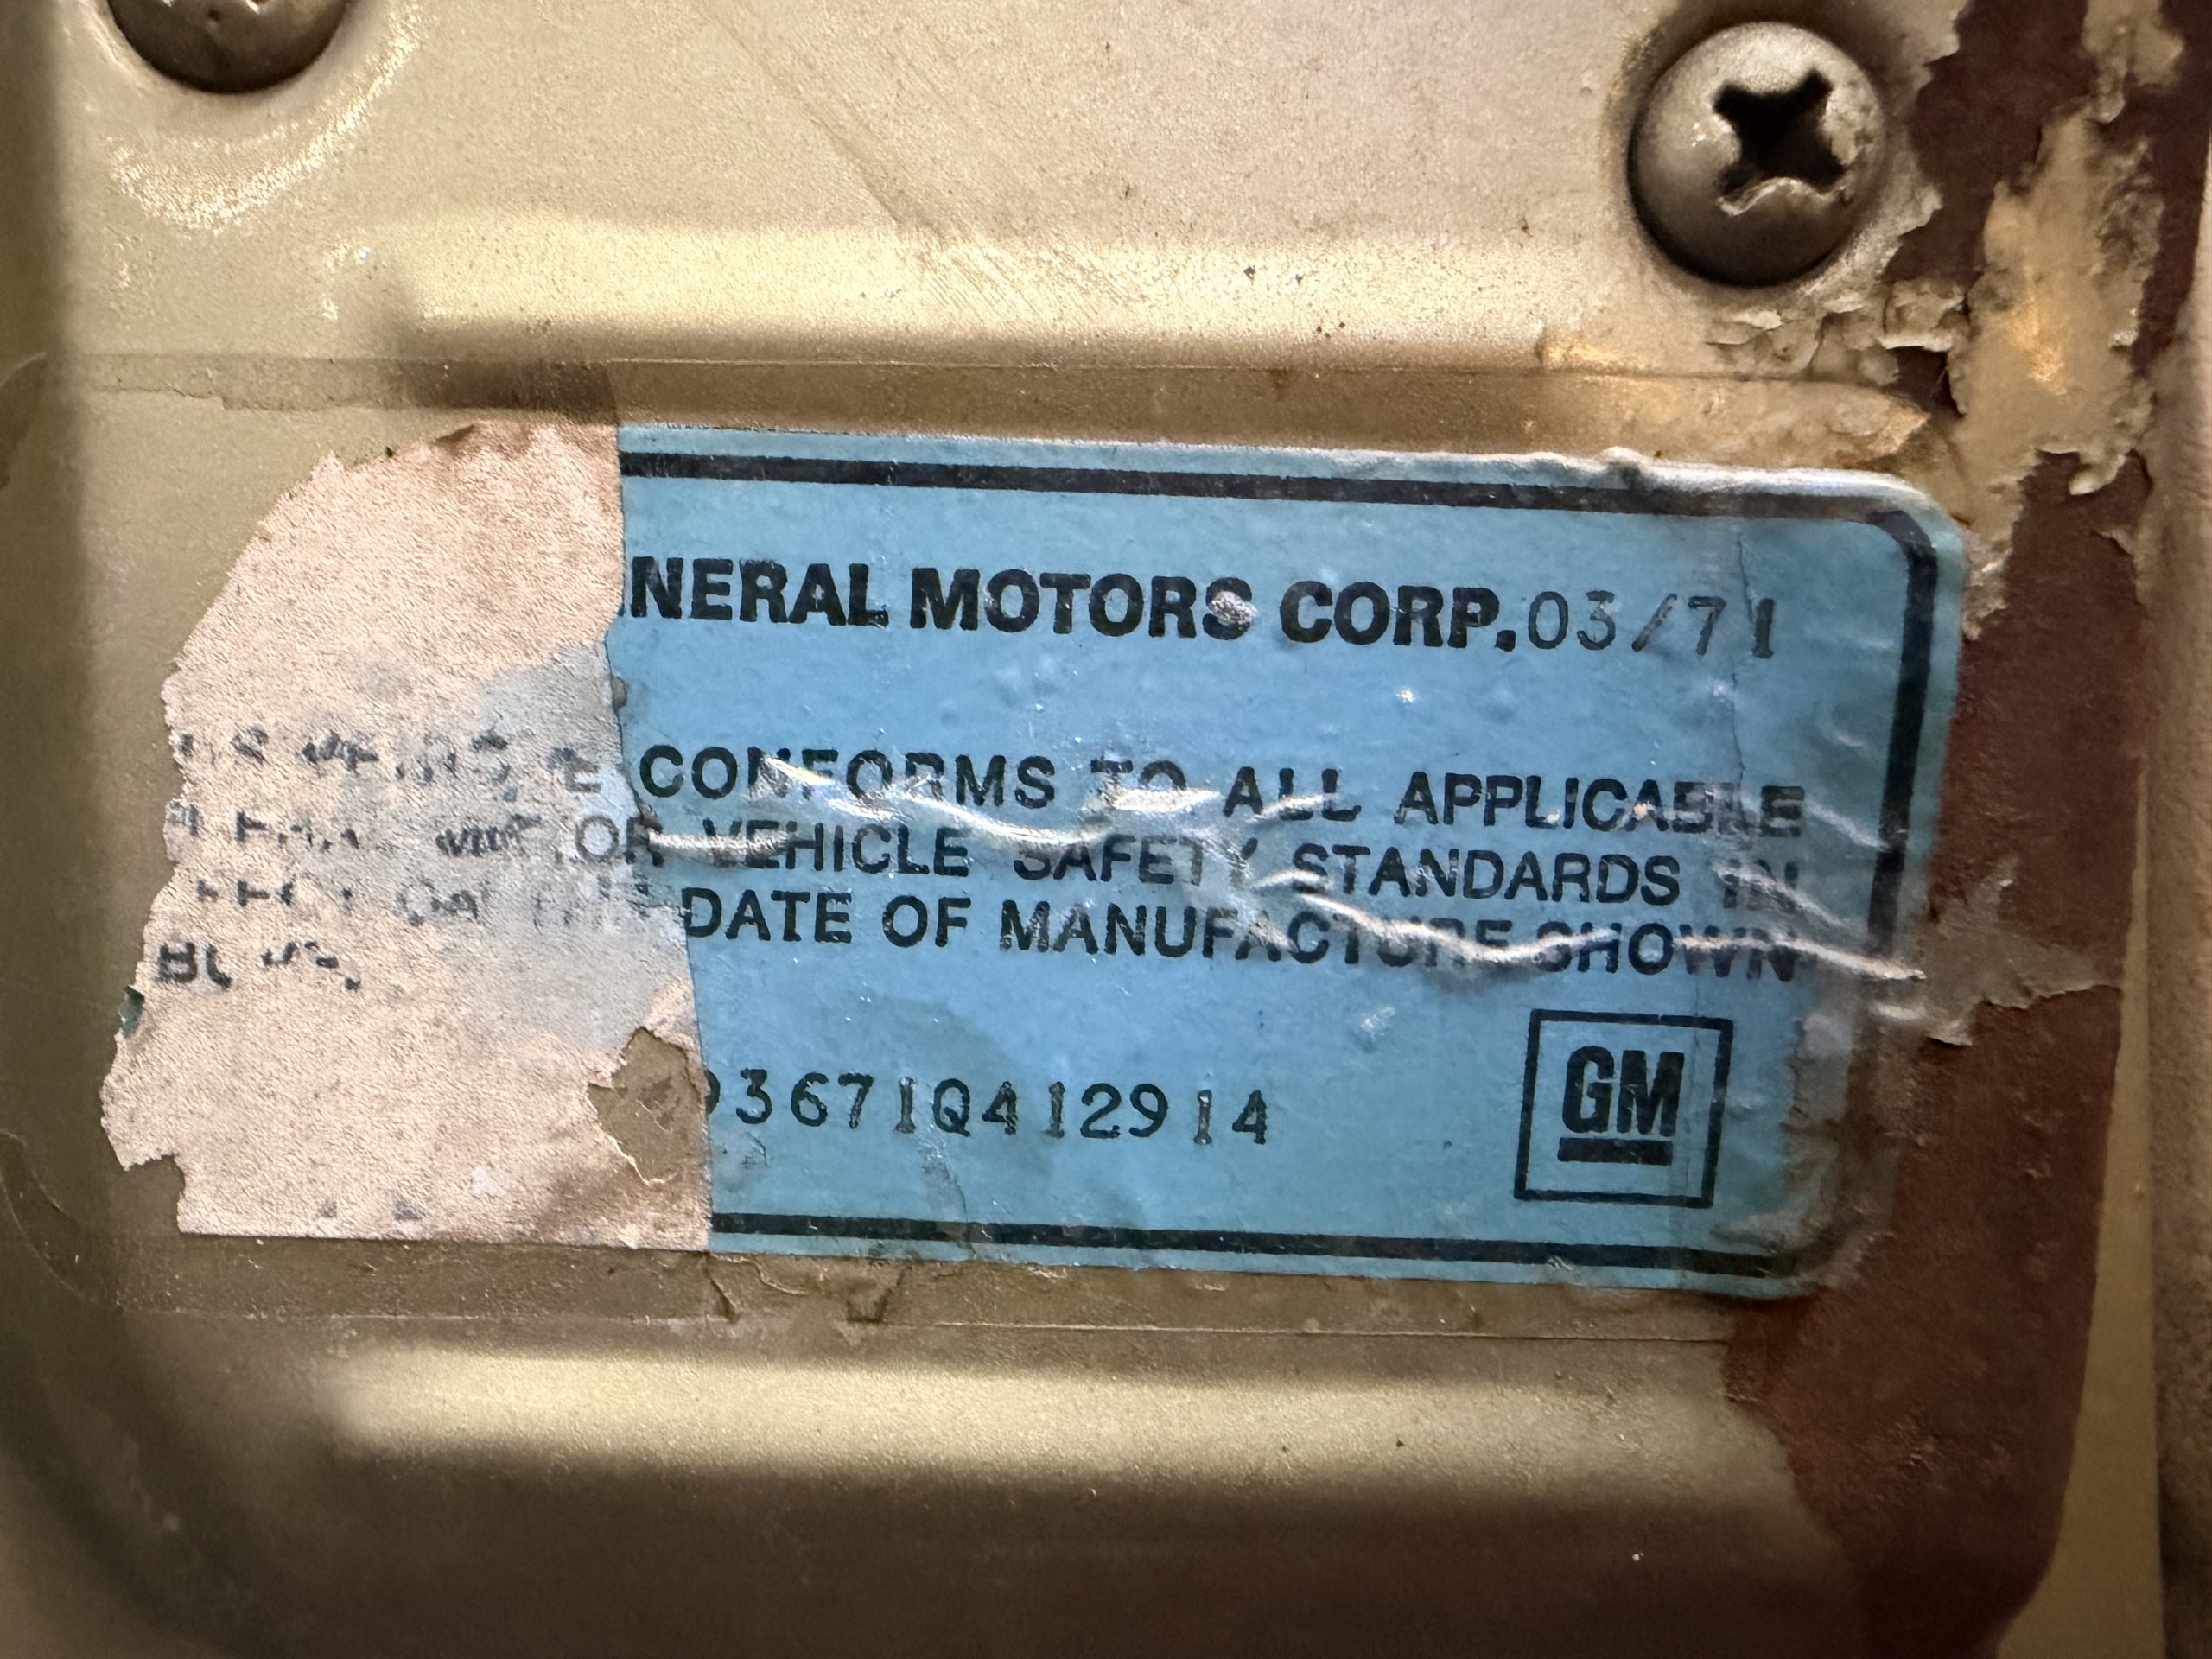 NERAL MOTORS CORP. 03/71
E CONFORMS TO ALL APPLICABLE
OR VEHICLE SAFETY STANDARDS IN
DATE OF MANUFACTURE SHOWN
93671Q412914
GM